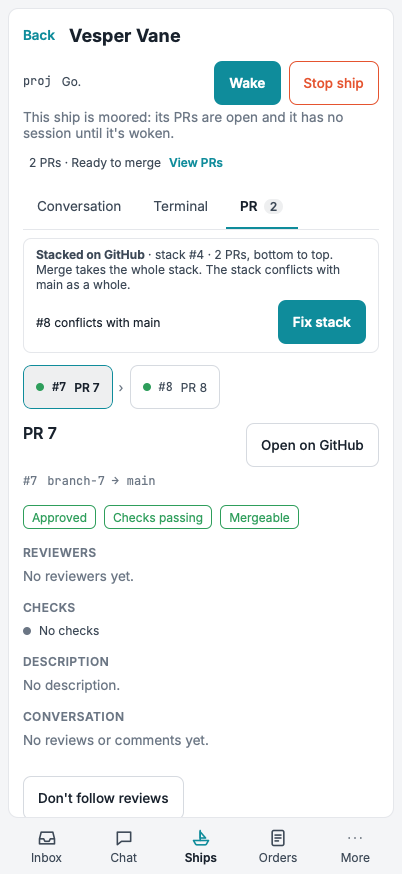 Back Vesper Vane
proj Go.
Wake
Stop ship
This ship is moored: its PRs are open and it has no
session until it's woken.
2 PRs · Ready to merge View PRs
Conversation Terminal PR 2
Stacked on GitHub · stack #4 · 2 PRs, bottom to top.
Merge takes the whole stack. The stack conflicts with
main as a whole.
#8 conflicts with main
Fix stack
#7 PR 7 › #8 PR 8
PR 7
Open on GitHub
#7 branch-7 → main
Approved Checks passing Mergeable
REVIEWERS
No reviewers yet.
CHECKS
No checks
DESCRIPTION
No description.
CONVERSATION
No reviews or comments yet.
Don't follow reviews
Inbox Chat Ships Orders More